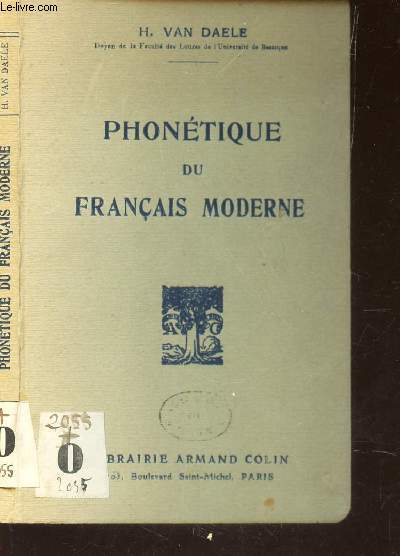 Le-livre.com
H. VAN DAELE
Doyen de la Faculté des Lettres de l'Université de Besançon
PHONÉTIQUE
DU
FRANÇAIS MODERNE
A C
LIBRAIRIE ARMAND COLIN
103, Boulevard Saint-Michel, PARIS
2055
+
0
2055
H. VAN DAELE
PHONÉTIQUE DU FRANÇAIS MODERNE